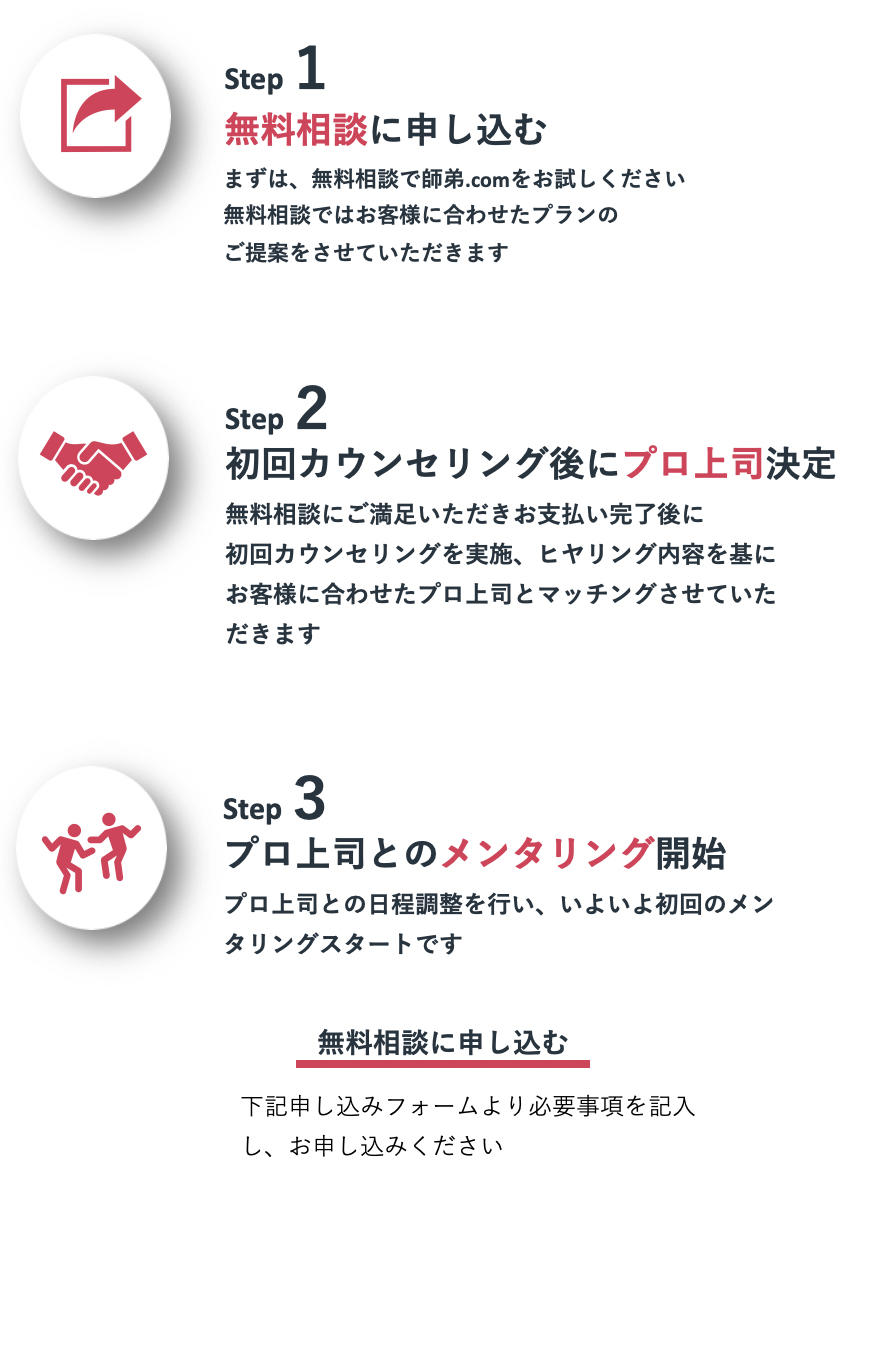 Step 1
無料相談に申し込む
まずは、無料相談で師弟.comをお試しください
無料相談ではお客様に合わせたプランの
ご提案をさせていただきます
Step 2
初回カウンセリング後にプロ上司決定
無料相談にご満足いただきお支払い完了後に
初回カウンセリングを実施、ヒヤリング内容を基に
お客様に合わせたプロ上司とマッチングさせていた
だきます
Step 3
プロ上司とのメンタリング開始
プロ上司との日程調整を行い、いよいよ初回のメン
タリングスタートです
無料相談に申し込む
下記申し込みフォームより必要事項を記入
し、お申し込みください